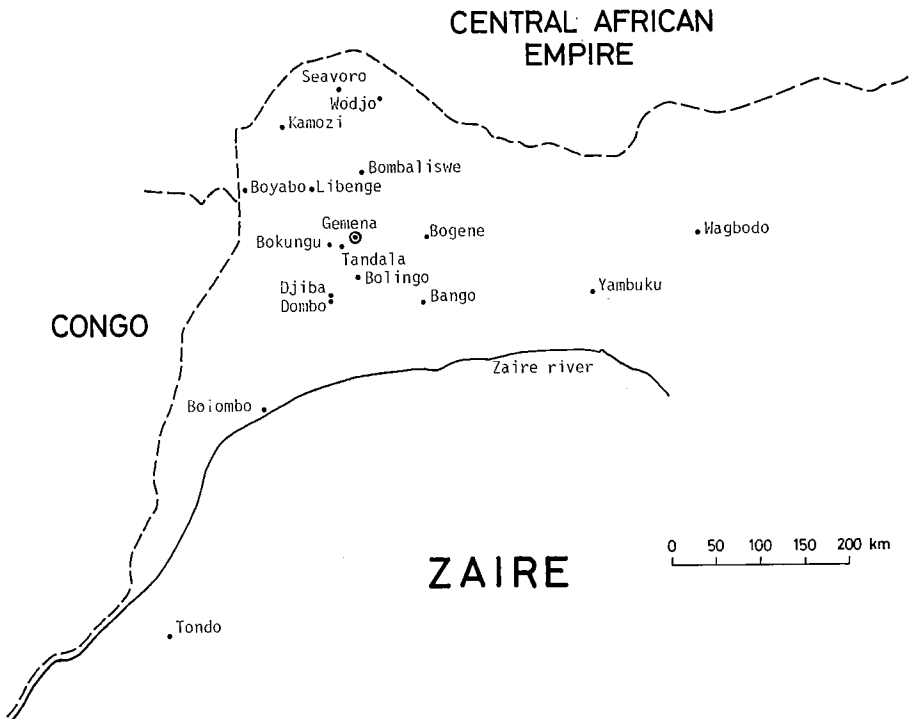 CENTRAL AFRICAN
EMPIRE
Seavoro
Wodjo
Kamozi
Bombaliswe
Boyabo
Libenge
Gemena
Bogene
Wagbodo
Bokungu
Tandala
Bolingo
Djiba
Dombo
Bango
Yambuku
CONGO
Zaire river
Boiombo
ZAIRE
0 50 100 150 200 km
Tondo